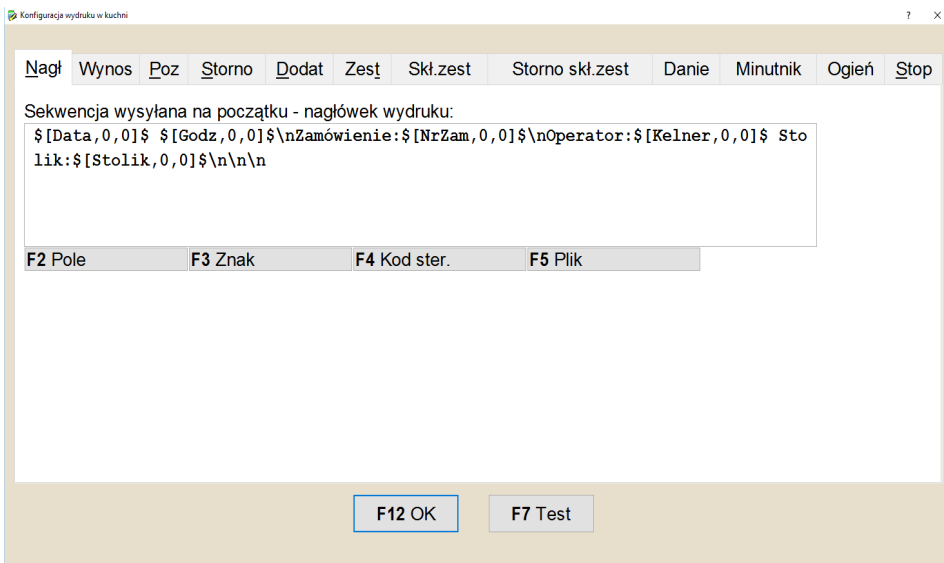 Konfiguracja wydruku w kuchni ? X
Nagł Wynos Poz Storno Dodat Zest Skł.zest Storno skł.zest Danie Minutnik Ogień Stop
Sekwencja wysyłana na początku - nagłówek wydruku:
$[Data,0,0]$ $[Godz,0,0]$\nZamówienie:$[NrZam,0,0]$\nOperator:$[Kelner,0,0]$ Sto
lik:$[Stolik,0,0]$\n\n\n
F2 Pole F3 Znak F4 Kod ster. F5 Plik
F12 OK F7 Test